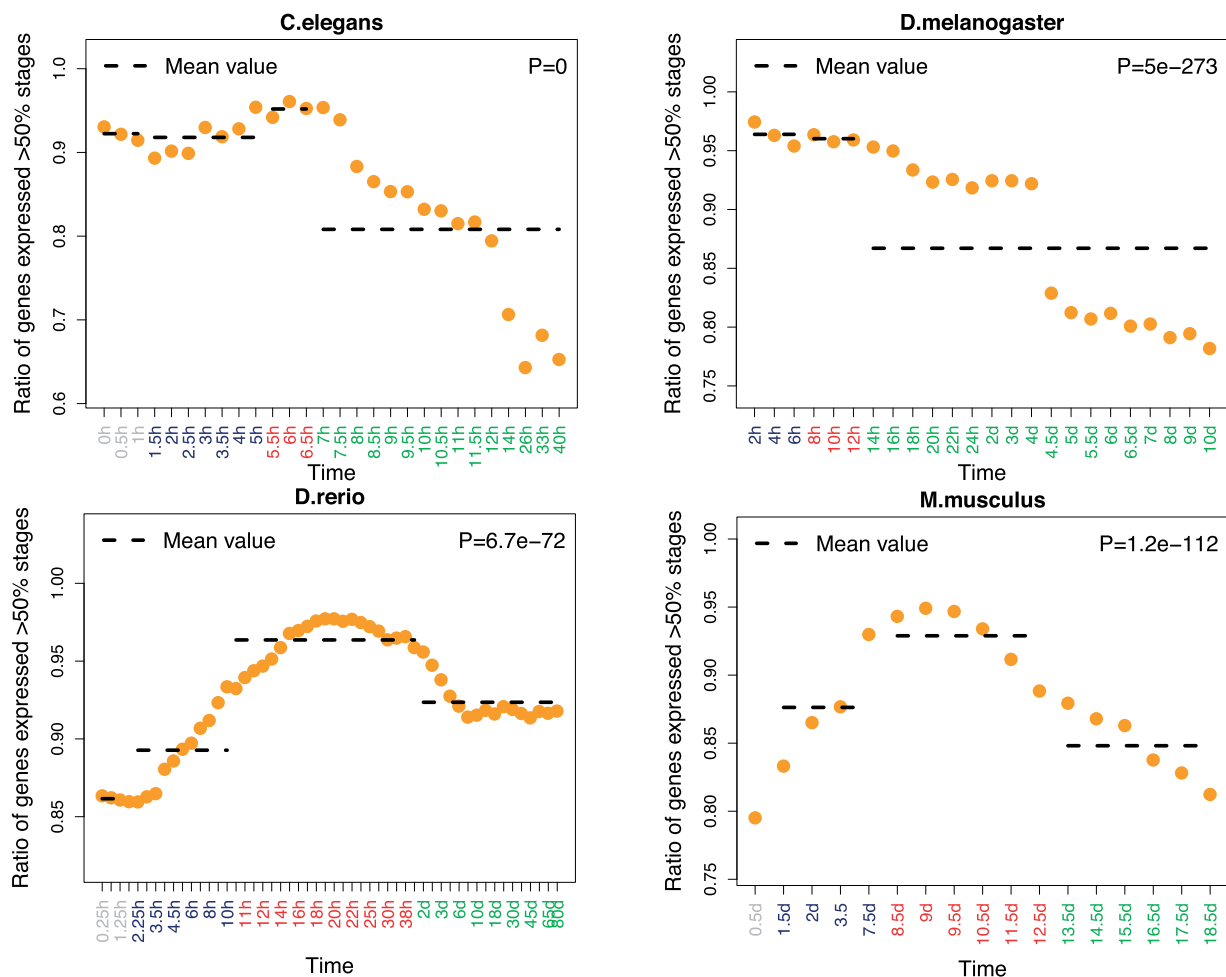 C.elegans
Ratio of genes expressed >50% stages
Mean value
P=0
1.0
0.9
0.8
0.7
0.6
0h 0.5h 1h 1.5h 2h 2.5h 3h 3.5h 4h 5h 5.5h 6h 6.5h 7h 7.5h 8h 8.5h 9h 9.5h 10h 10.5h 11h 11.5h 12h 14h 26h 33h 40h
Time
D.melanogaster
Ratio of genes expressed >50% stages
Mean value
P=5e−273
1.00
0.95
0.90
0.85
0.80
0.75
2h 4h 6h 8h 10h 12h 14h 16h 18h 20h 22h 24h 2d 3d 4d 4.5d 5d 5.5d 6d 6.5d 7d 8d 9d 10d
Time
D.rerio
Ratio of genes expressed >50% stages
Mean value
P=6.7e−72
1.00
0.95
0.90
0.85
0.25h 1.25h 2.25h 3.5h 4.5h 6h 8h 10h 11h 12h 14h 16h 18h 20h 22h 25h 30h 38h 2d 3d 6d 10d 18d 30d 45d 65d 80d
Time
M.musculus
Ratio of genes expressed >50% stages
Mean value
P=1.2e−112
1.00
0.95
0.90
0.85
0.80
0.75
0.5d 1.5d 2d 3.5 7.5d 8.5d 9d 9.5d 10.5d 11.5d 12.5d 13.5d 14.5d 15.5d 16.5d 17.5d 18.5d
Time